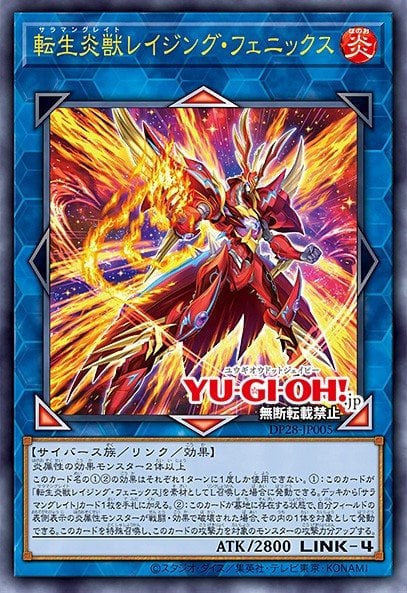 サラマングレイト
転生炎獣レイジング・フェニックス
ほのお
炎
ユウギオウドットジェイピー
YU-GI-OH!.jp
無断転載禁止
DP28-JP005
【サイバース族/リンク/効果】
炎属性の効果モンスター2体以上
このカード名の①②の効果はそれぞれ1ターンに1度しか使用できない。①:このカードが
「転生炎獣レイジング・フェニックス」を素材としてL召喚した場合に発動できる。デッキから「サラ
マングレイト」カード1枚を手札に加える。②:このカードが墓地に存在する状態で、自分フィールドの
表側表示の炎属性モンスターが戦闘・効果で破壊された場合、その内の1体を対象として発動
できる。このカードを特殊召喚し、このカードの攻撃力を対象のモンスターの攻撃力分アップする。
ATK/2800 LINK-4
©スタジオ・ダイス/集英社・テレビ東京・KONAMI